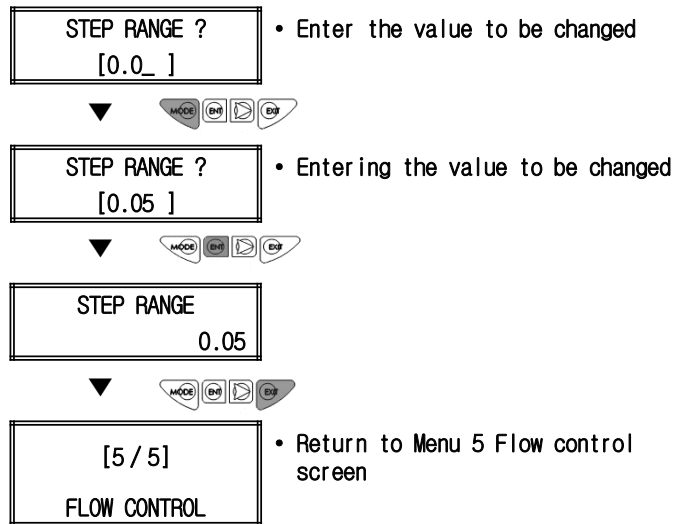 STEP RANGE ?
[0.0_ ]
• Enter the value to be changed
MODE ENT EXIT
STEP RANGE ?
[0.05 ]
• Entering the value to be changed
MODE ENT EXIT
STEP RANGE
0.05
MODE ENT EXIT
[5/5]
FLOW CONTROL
• Return to Menu 5 Flow control
screen